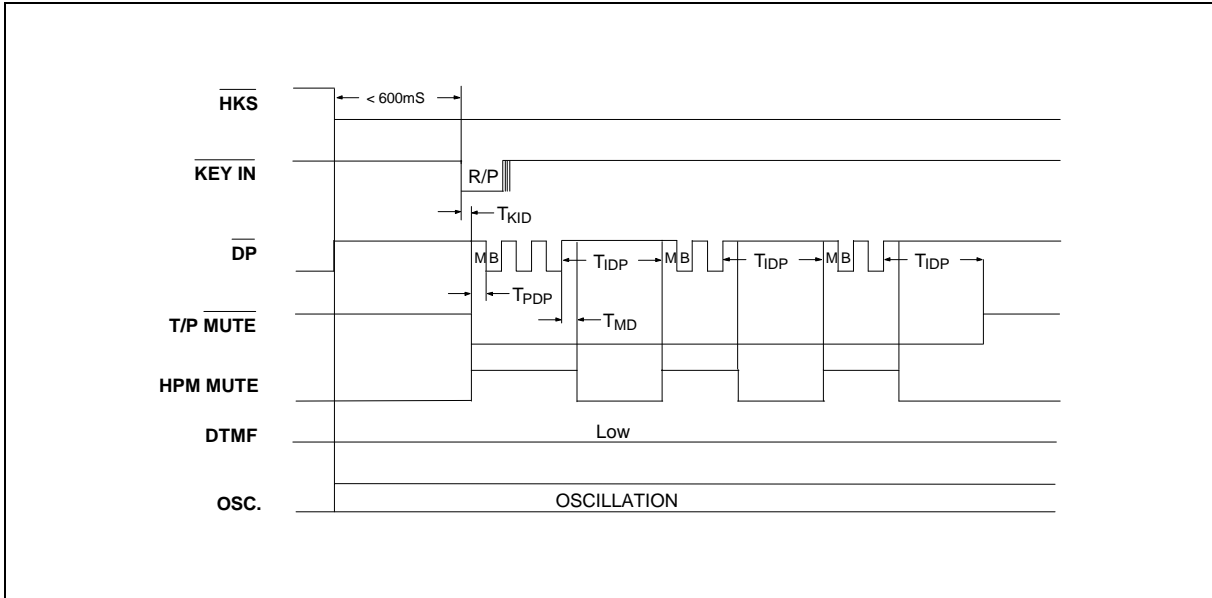 HKS
< 600mS
KEY IN
R/P
TKID
DP
M B
TIDP
M B
TIDP
M B
TIDP
TPDP
T/P MUTE
TMD
HPM MUTE
DTMF
Low
OSC.
OSCILLATION